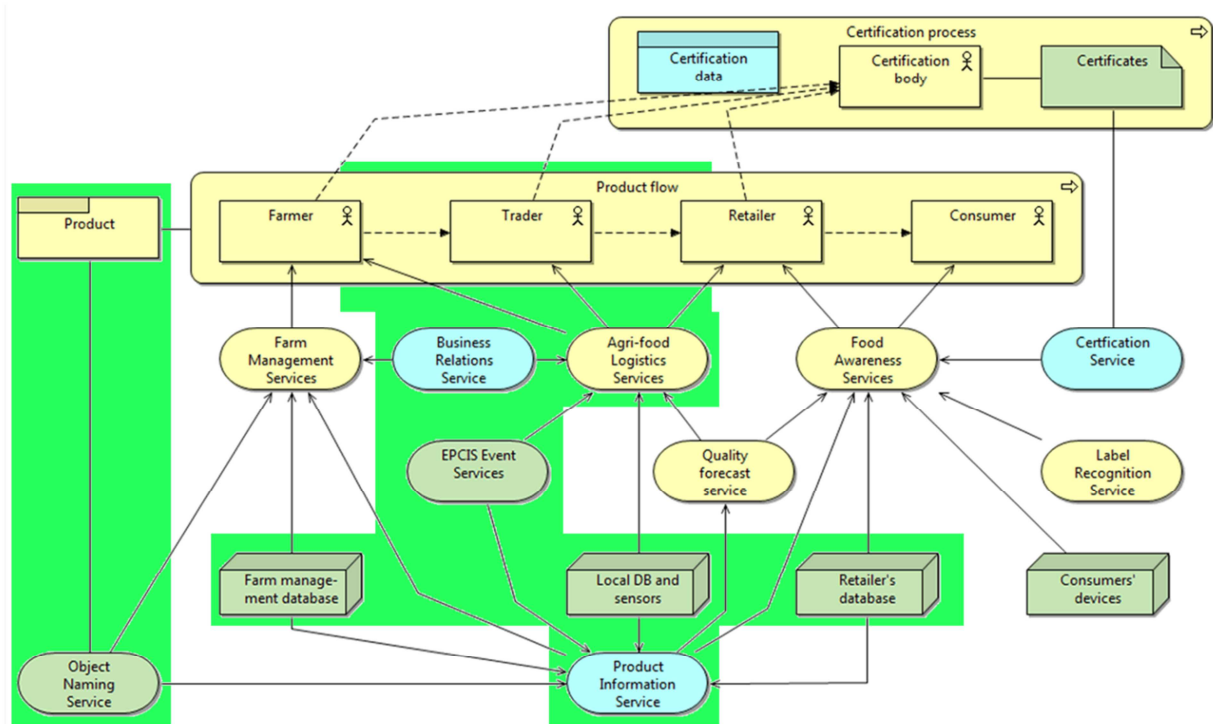 Certification process
Certification
data
Certification
body
Certificates
Product flow
Product
Farmer
Trader
Retailer
Consumer
Farm
Management
Services
Business
Relations
Service
Agri-food
Logistics
Services
Food
Awareness
Services
Certfication
Service
EPCIS Event
Services
Quality
forecast
service
Label
Recognition
Service
Farm manage-
ment database
Local DB and
sensors
Retailer's
database
Consumers'
devices
Object
Naming
Service
Product
Information
Service